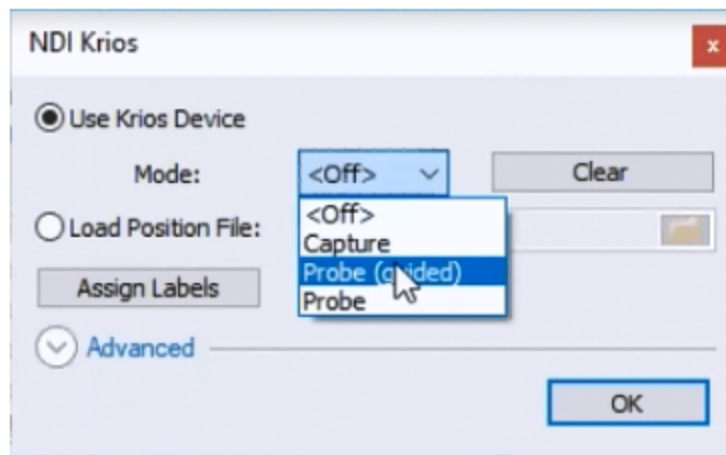 NDI Krios
x
Use Krios Device
Mode: <Off> Clear
<Off>
Load Position File:
Capture
Probe (guided)
Assign Labels
Probe
Advanced
OK